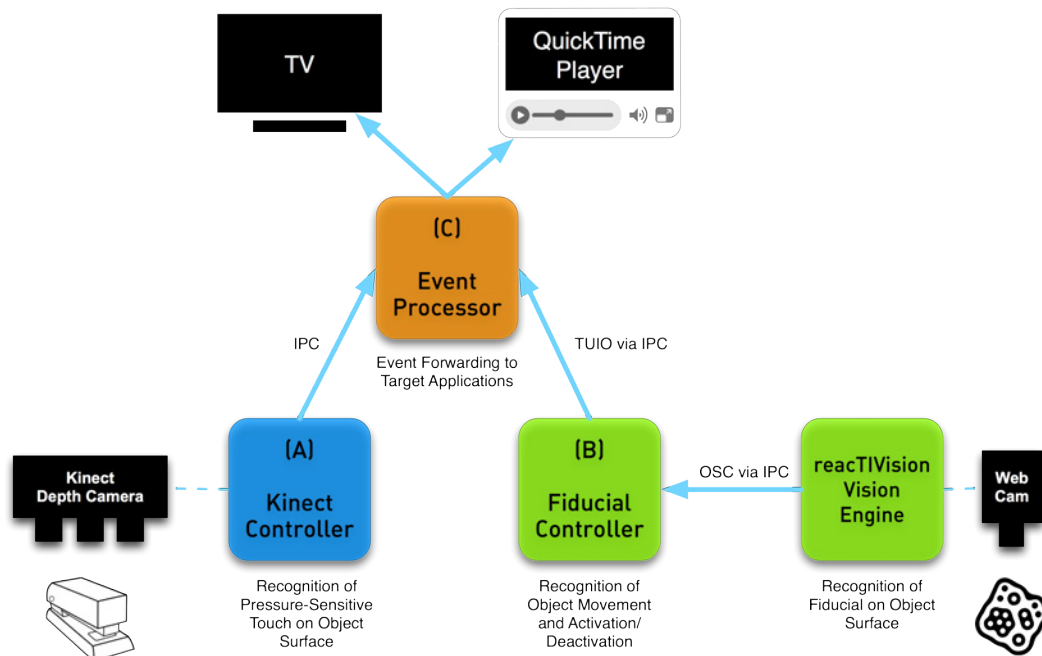 TV
QuickTime
Player
(C)
Event
Processor
IPC
TUIO via IPC
Event Forwarding to
Target Applications
Kinect
Depth Camera
(A)
Kinect
Controller
(B)
Fiducial
Controller
OSC via IPC
reacTIVision
Vision
Engine
Web
Cam
Recognition of
Pressure-Sensitive
Touch on Object
Surface
Recognition of
Object Movement
and Activation/
Deactivation
Recognition of
Fiducial on Object
Surface